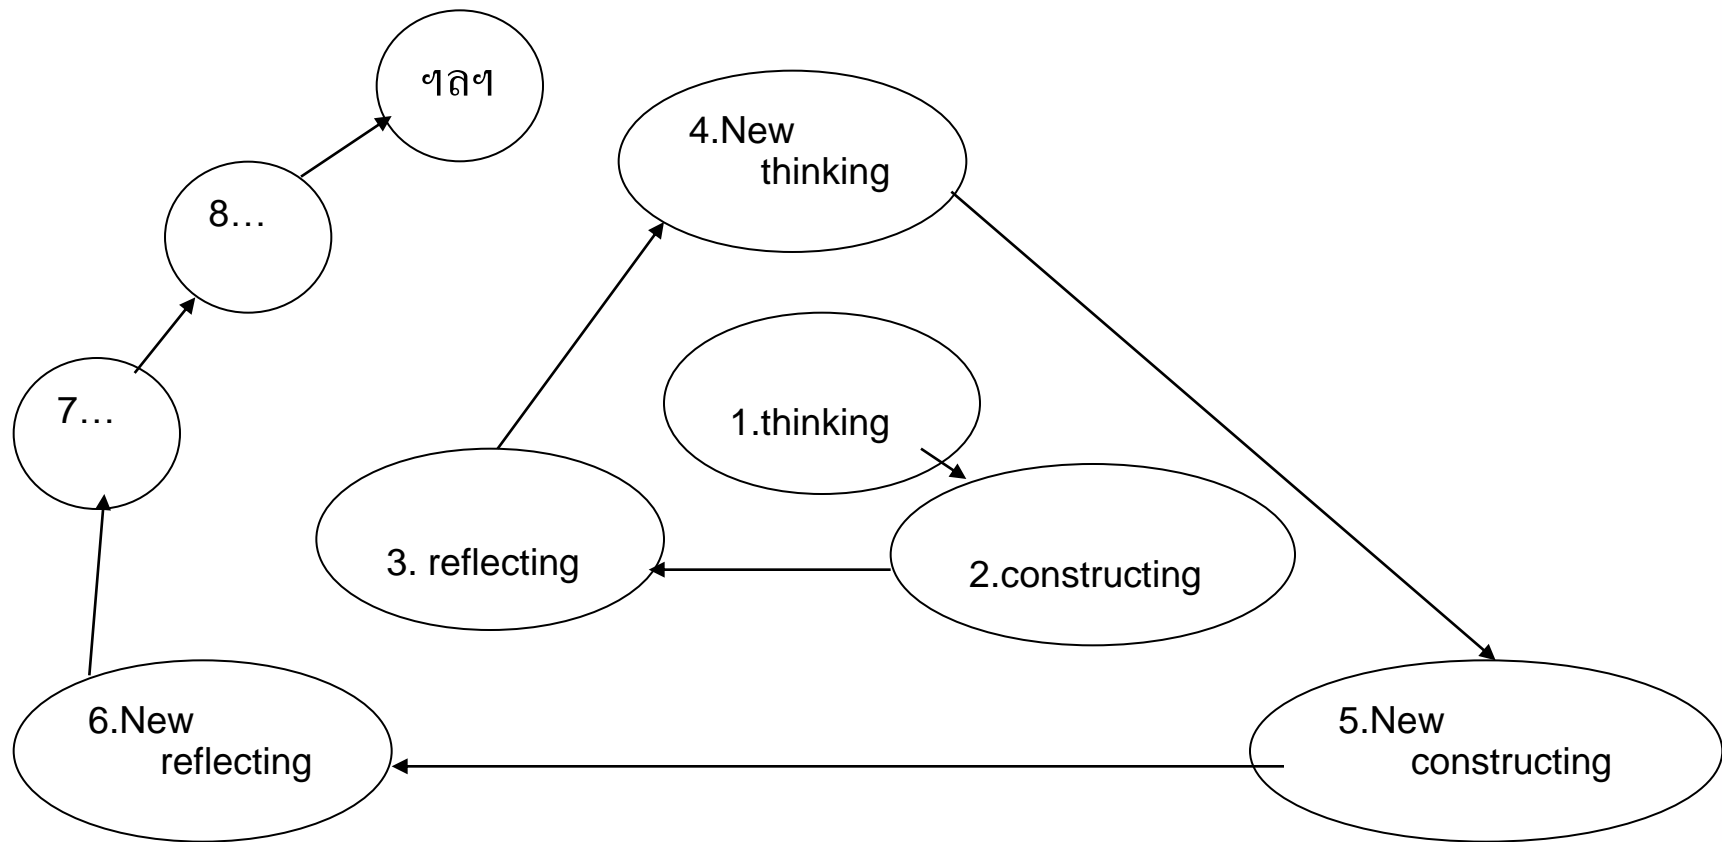 ฯลฯ
4.New
thinking
8…
1.thinking
7…
3. reflecting
2.constructing
6.New
reflecting
5.New
constructing